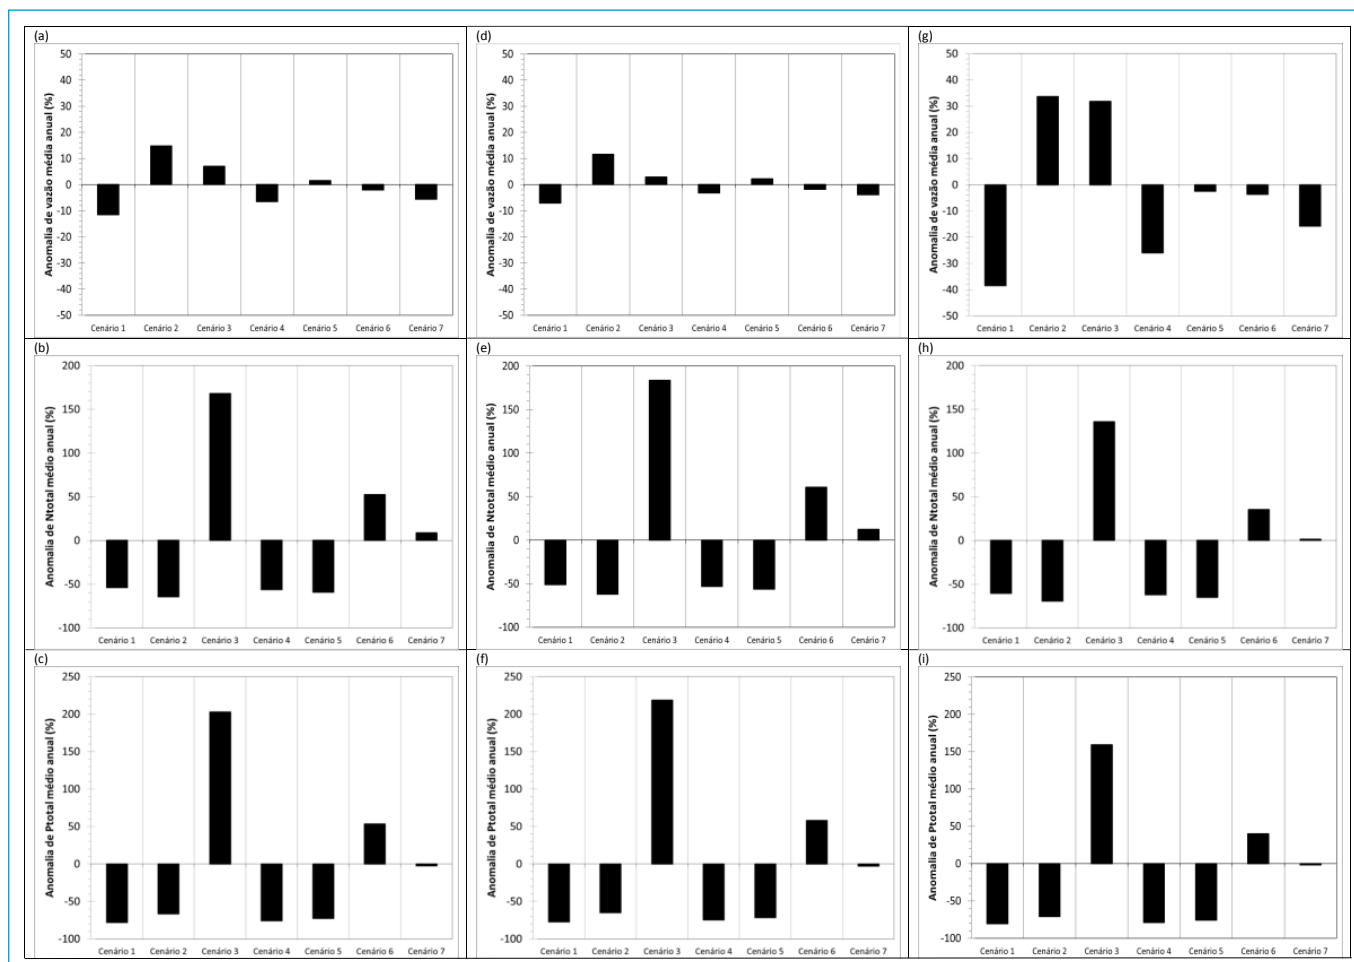 (a)
Anomalia de vazão média anual (%)
50
40
30
20
10
0
-10
-20
-30
-40
-50
Cenário 1 Cenário 2 Cenário 3 Cenário 4 Cenário 5 Cenário 6 Cenário 7
(d)
Anomalia de vazão média anual (%)
50
40
30
20
10
0
-10
-20
-30
-40
-50
Cenário 1 Cenário 2 Cenário 3 Cenário 4 Cenário 5 Cenário 6 Cenário 7
(g)
Anomalia de vazão média anual (%)
50
40
30
20
10
0
-10
-20
-30
-40
-50
Cenário 1 Cenário 2 Cenário 3 Cenário 4 Cenário 5 Cenário 6 Cenário 7
(b)
Anomalia de Ntotal médio anual (%)
200
150
100
50
0
-50
-100
Cenário 1 Cenário 2 Cenário 3 Cenário 4 Cenário 5 Cenário 6 Cenário 7
(e)
Anomalia de Ntotal médio anual (%)
200
150
100
50
0
-50
-100
Cenário 1 Cenário 2 Cenário 3 Cenário 4 Cenário 5 Cenário 6 Cenário 7
(h)
Anomalia de Ntotal médio anual (%)
200
150
100
50
0
-50
-100
Cenário 1 Cenário 2 Cenário 3 Cenário 4 Cenário 5 Cenário 6 Cenário 7
(c)
Anomalia de Ptotal médio anual (%)
250
200
150
100
50
0
-50
-100
Cenário 1 Cenário 2 Cenário 3 Cenário 4 Cenário 5 Cenário 6 Cenário 7
(f)
Anomalia de Ptotal médio anual (%)
250
200
150
100
50
0
-50
-100
Cenário 1 Cenário 2 Cenário 3 Cenário 4 Cenário 5 Cenário 6 Cenário 7
(i)
Anomalia de Ptotal médio anual (%)
250
200
150
100
50
0
-50
-100
Cenário 1 Cenário 2 Cenário 3 Cenário 4 Cenário 5 Cenário 6 Cenário 7